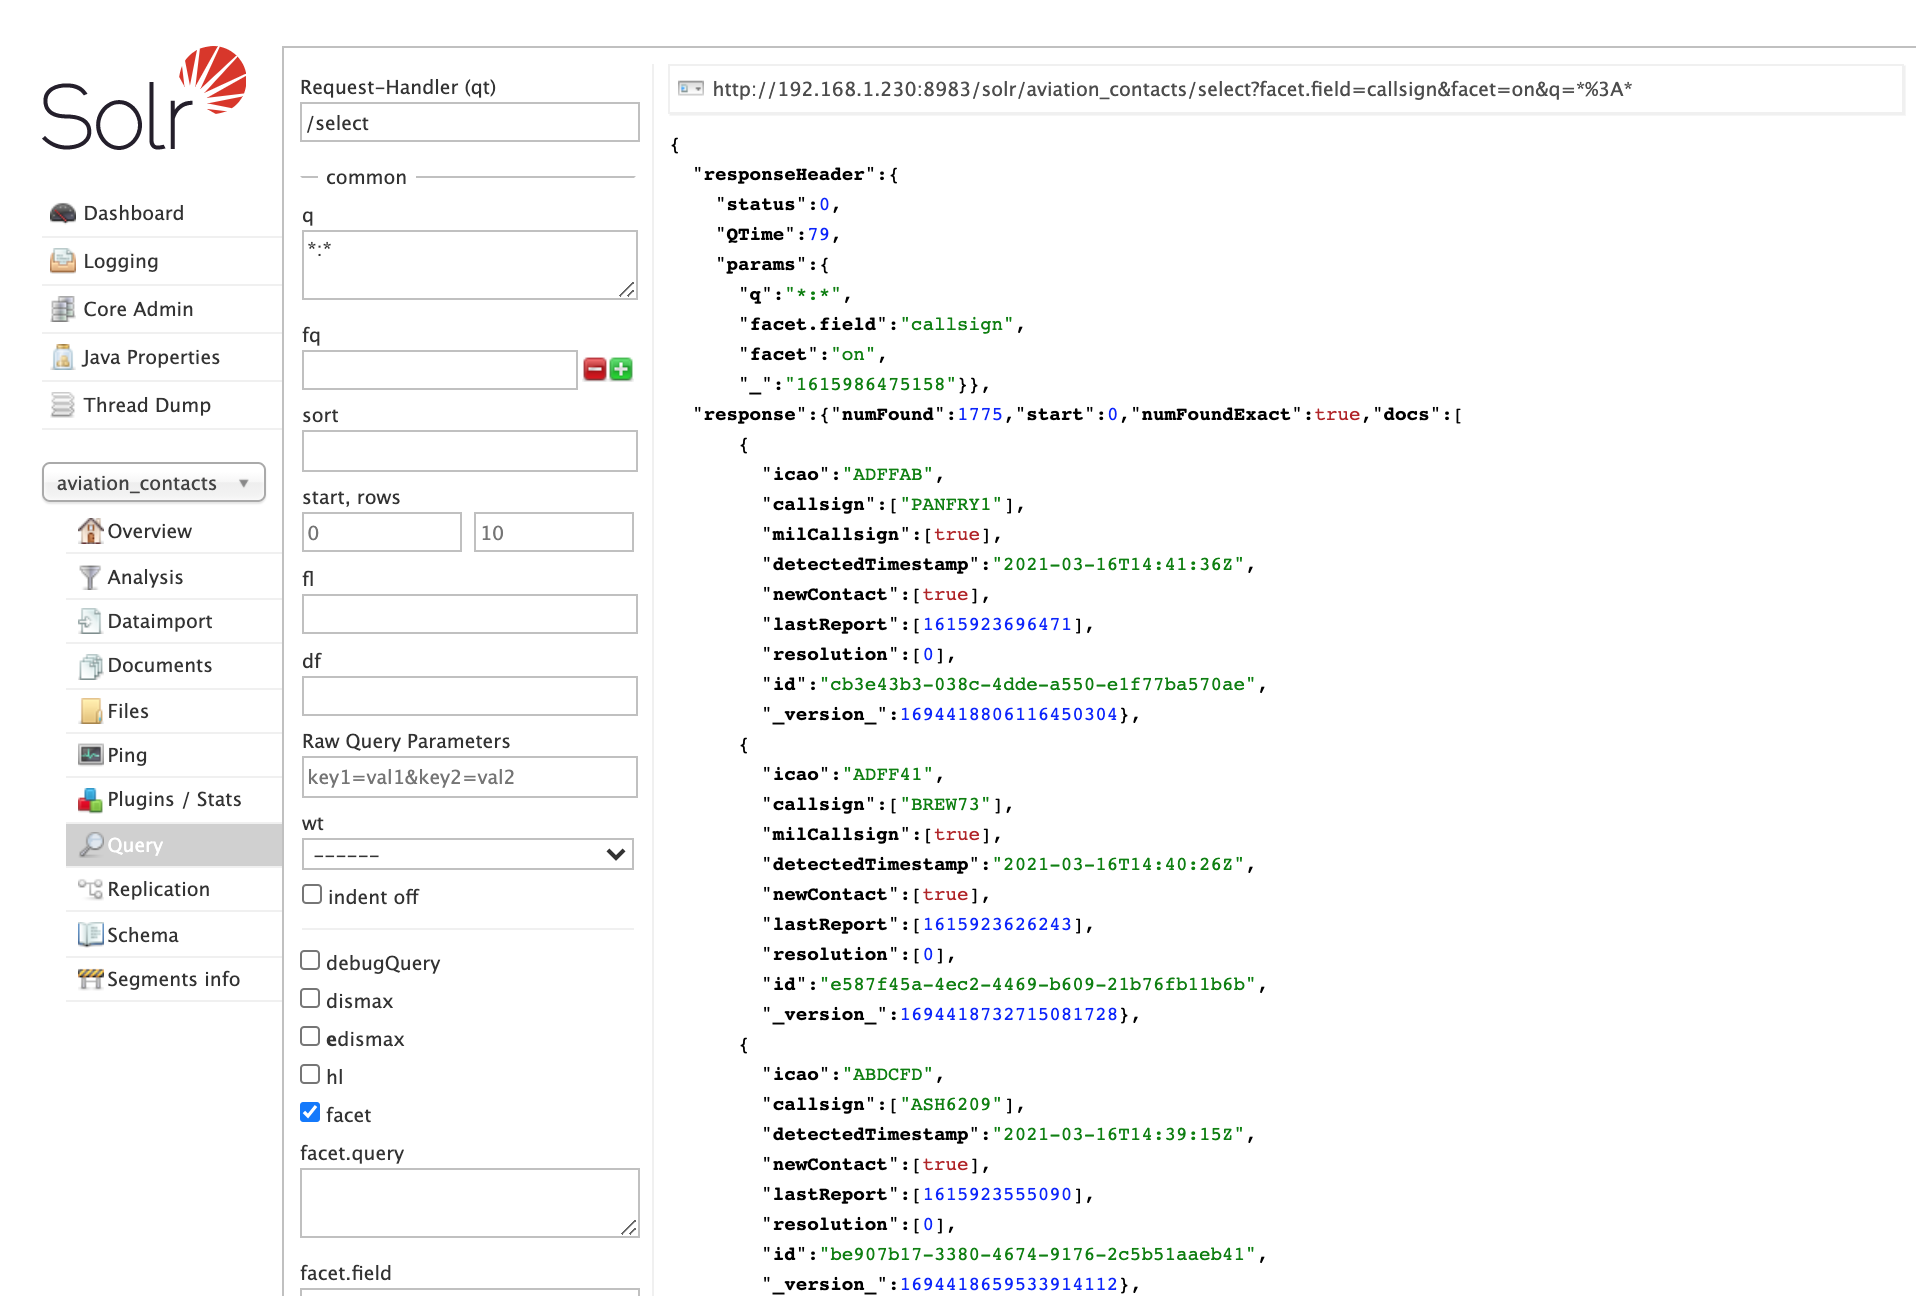 Solr
Dashboard
Logging
Core Admin
Java Properties
Thread Dump
aviation_contacts
Overview
Analysis
Dataimport
Documents
Files
Ping
Plugins / Stats
Query
Replication
Schema
Segments info
Request-Handler (qt)
/select
common
q
*:*
fq
sort
start, rows
0 10
fl
df
Raw Query Parameters
key1=val1&key2=val2
wt
------
indent off
debugQuery
dismax
edismax
hl
facet
facet.query
facet.field
http://192.168.1.230:8983/solr/aviation_contacts/select?facet.field=callsign&facet=on&q=*%3A*
{
"responseHeader":{
"status":0,
"QTime":79,
"params":{
"q":"*:*",
"facet.field":"callsign",
"facet":"on",
"_":"1615986475158"}},
"response":{"numFound":1775,"start":0,"numFoundExact":true,"docs":[
{
"icao":"ADFFAB",
"callsign":["PANFRY1"],
"milCallsign":[true],
"detectedTimestamp":"2021-03-16T14:41:36Z",
"newContact":[true],
"lastReport":[1615923696471],
"resolution":[0],
"id":"cb3e43b3-038c-4dde-a550-e1f77ba570ae",
"_version_":1694418806116450304},
{
"icao":"ADFF41",
"callsign":["BREW73"],
"milCallsign":[true],
"detectedTimestamp":"2021-03-16T14:40:26Z",
"newContact":[true],
"lastReport":[1615923626243],
"resolution":[0],
"id":"e587f45a-4ec2-4469-b609-21b76fb11b6b",
"_version_":1694418732715081728},
{
"icao":"ABDCFD",
"callsign":["ASH6209"],
"detectedTimestamp":"2021-03-16T14:39:15Z",
"newContact":[true],
"lastReport":[1615923555090],
"resolution":[0],
"id":"be907b17-3380-4674-9176-2c5b51aaeb41",
"_version_":1694418659533914112},